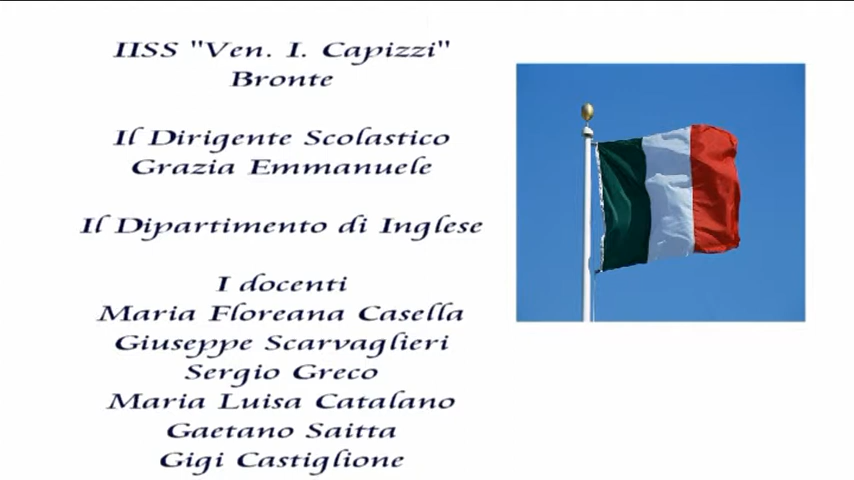 IISS "Ven. I. Capizzi"
Bronte
Il Dirigente Scolastico
Grazia Emmanuele
Il Dipartimento di Inglese
I docenti
Maria Floreana Casella
Giuseppe Scarvaglieri
Sergio Greco
Maria Luisa Catalano
Gaetano Saitta
Gigi Castiglione